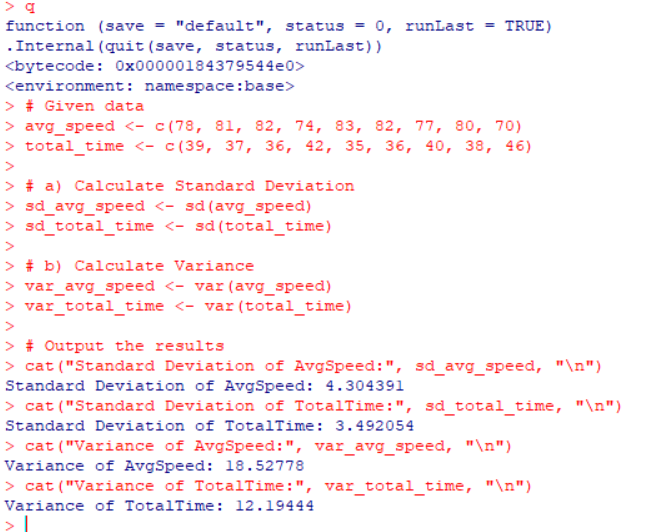 > q
function (save = "default", status = 0, runLast = TRUE)
.Internal(quit(save, status, runLast))
<bytecode: 0x00000184379544e0>
<environment: namespace:base>
> # Given data
> avg_speed <- c(78, 81, 82, 74, 83, 82, 77, 80, 70)
> total_time <- c(39, 37, 36, 42, 35, 36, 40, 38, 46)
>
> # a) Calculate Standard Deviation
> sd_avg_speed <- sd(avg_speed)
> sd_total_time <- sd(total_time)
>
> # b) Calculate Variance
> var_avg_speed <- var(avg_speed)
> var_total_time <- var(total_time)
>
> # Output the results
> cat("Standard Deviation of AvgSpeed:", sd_avg_speed, "\n")
Standard Deviation of AvgSpeed: 4.304391
> cat("Standard Deviation of TotalTime:", sd_total_time, "\n")
Standard Deviation of TotalTime: 3.492054
> cat("Variance of AvgSpeed:", var_avg_speed, "\n")
Variance of AvgSpeed: 18.52778
> cat("Variance of TotalTime:", var_total_time, "\n")
Variance of TotalTime: 12.19444
>